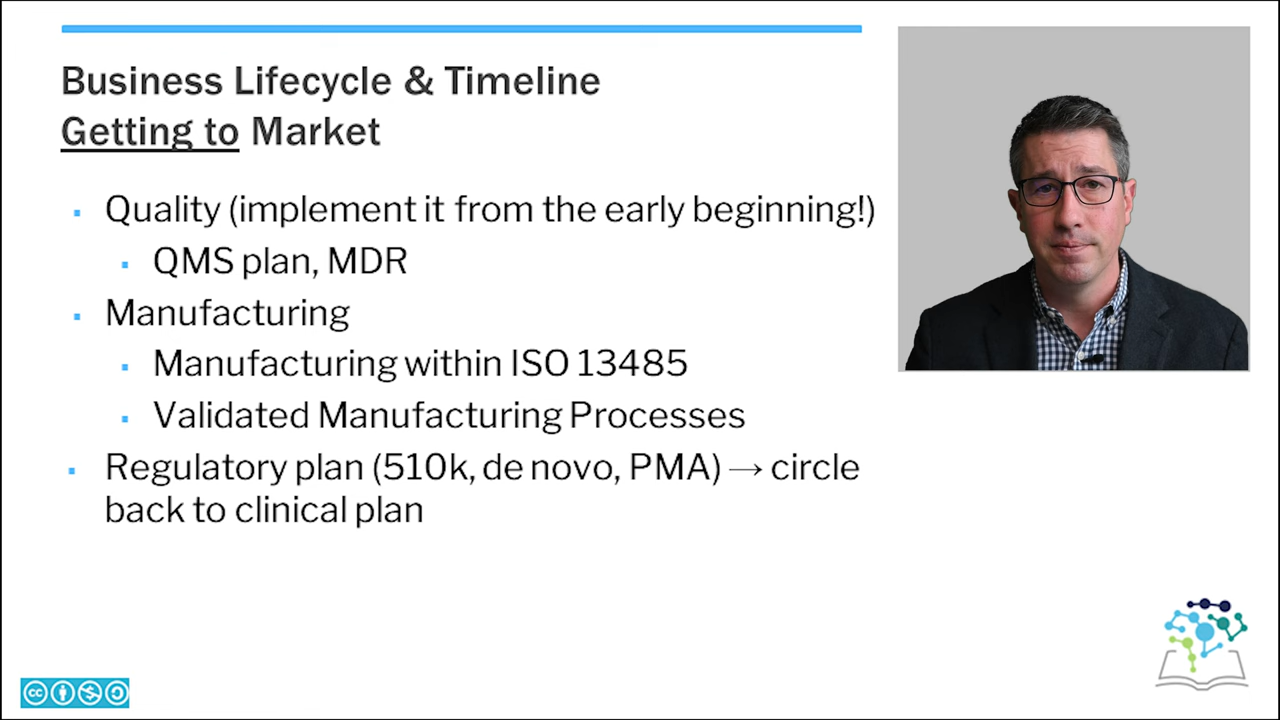 Business Lifecycle & Timeline
Getting to Market
▪ Quality (implement it from the early beginning!)
▪ QMS plan, MDR
▪ Manufacturing
▪ Manufacturing within ISO 13485
▪ Validated Manufacturing Processes
▪ Regulatory plan (510k, de novo, PMA) → circle
back to clinical plan
cc